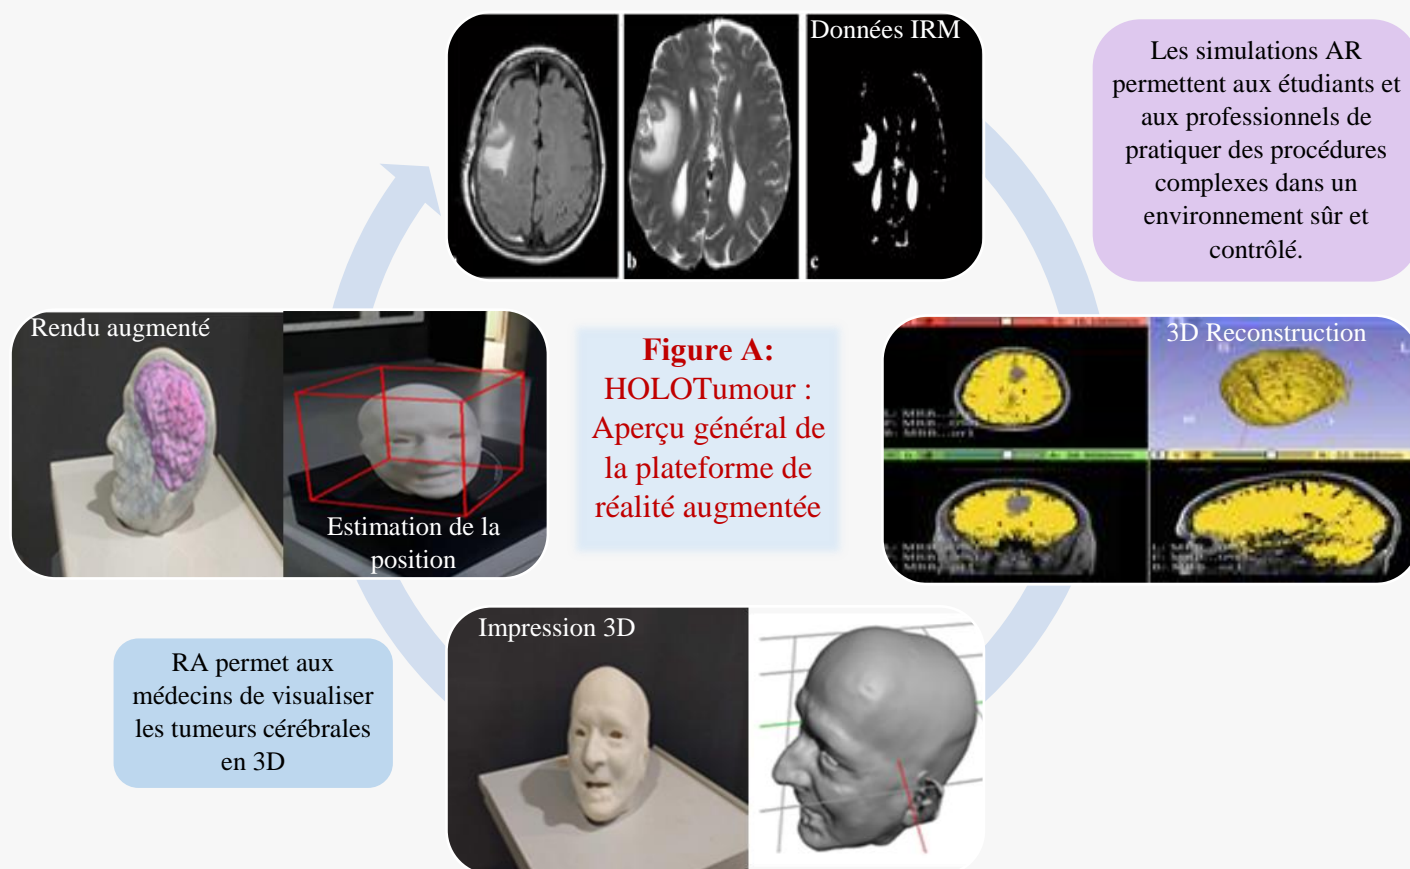 Données IRM
b
c
Les simulations AR
permettent aux étudiants et
aux professionnels de
pratiquer des procédures
complexes dans un
environnement sûr et
contrôlé.
Rendu augmenté
Estimation de la
position
Figure A:
HOLOTumour :
Aperçu général de
la plateforme de
réalité augmentée
3D Reconstruction
Impression 3D
RA permet aux
médecins de visualiser
les tumeurs cérébrales
en 3D